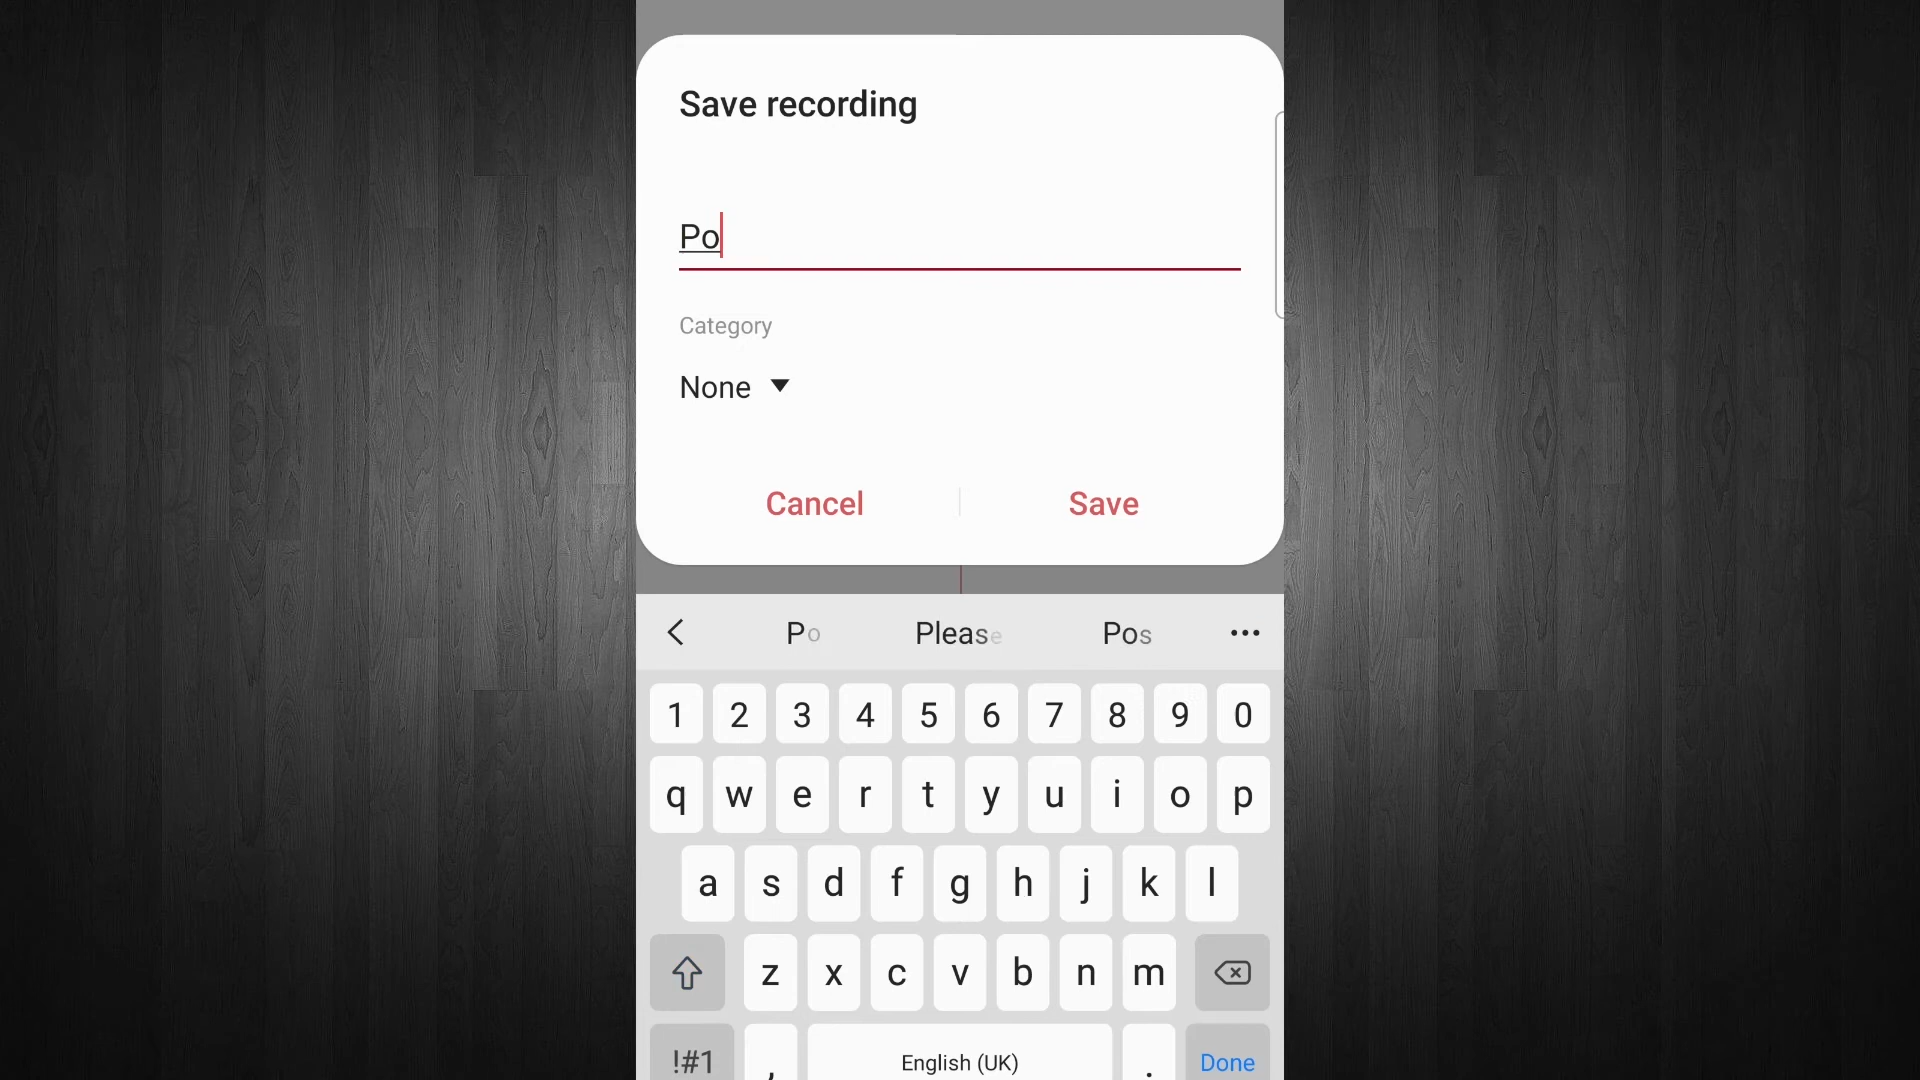 Save recording
Po
Category
None
Cancel Save
Po Please Pos
1 2 3 4 5 6 7 8 9 0
q w e r t y u i o p
a s d f g h j k l
z x c v b n m
!#1 , English (UK) . Done